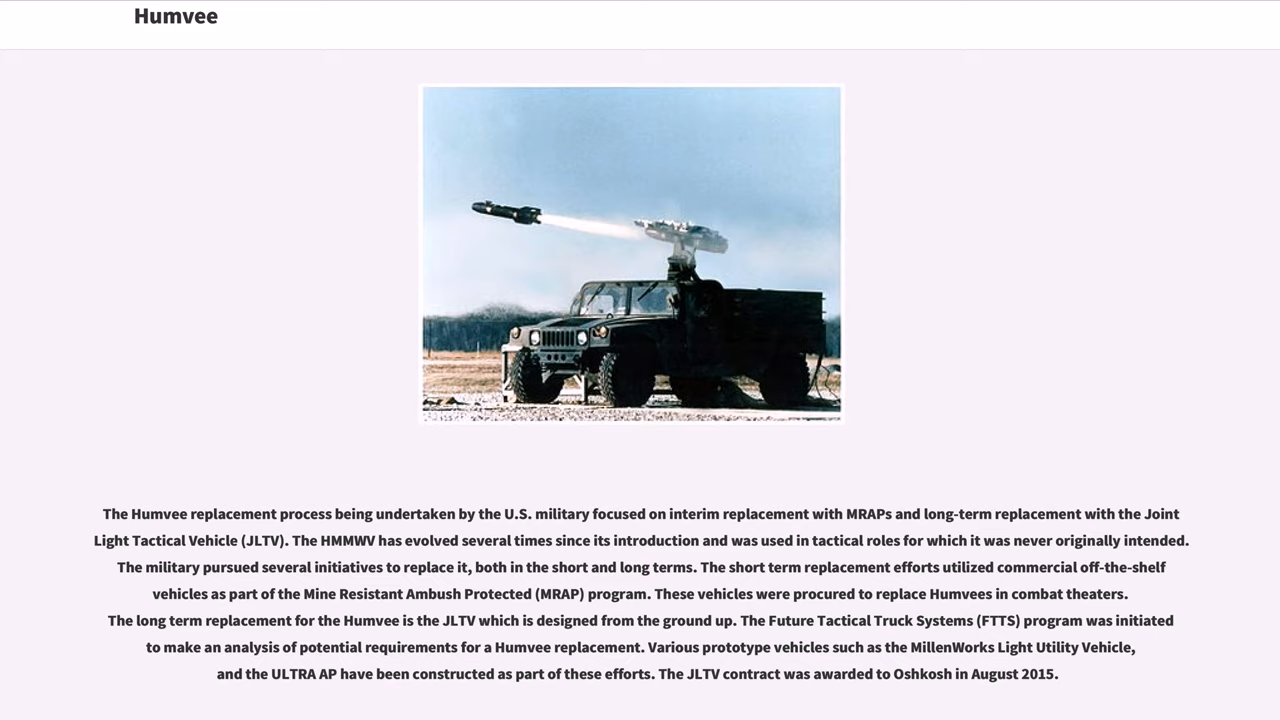 Humvee
The Humvee replacement process being undertaken by the U.S. military focused on interim replacement with MRAPs and long-term replacement with the Joint
Light Tactical Vehicle (JLTV). The HMMWV has evolved several times since its introduction and was used in tactical roles for which it was never originally intended.
The military pursued several initiatives to replace it, both in the short and long terms. The short term replacement efforts utilized commercial off-the-shelf
vehicles as part of the Mine Resistant Ambush Protected (MRAP) program. These vehicles were procured to replace Humvees in combat theaters.
The long term replacement for the Humvee is the JLTV which is designed from the ground up. The Future Tactical Truck Systems (FTTS) program was initiated
to make an analysis of potential requirements for a Humvee replacement. Various prototype vehicles such as the MillenWorks Light Utility Vehicle,
and the ULTRA AP have been constructed as part of these efforts. The JLTV contract was awarded to Oshkosh in August 2015.